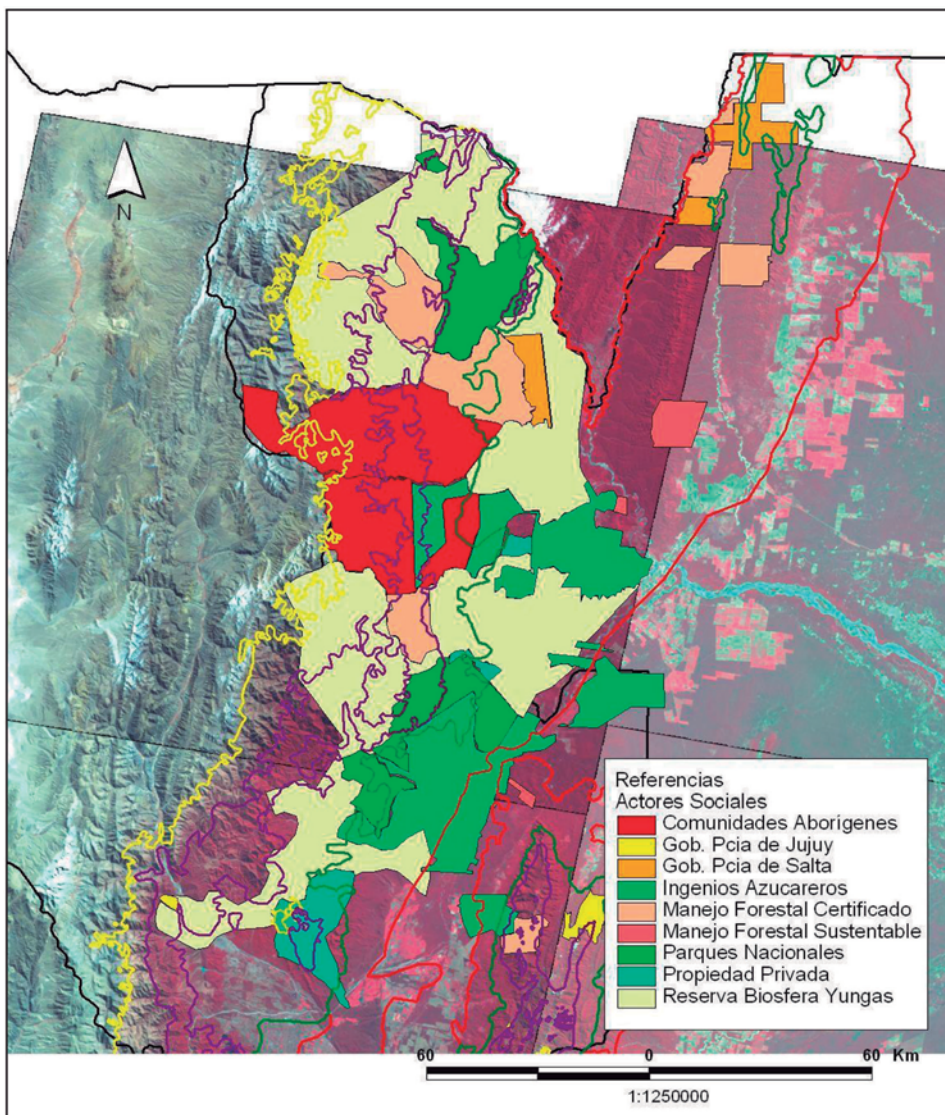 N
Referencias
Actores Sociales
Comunidades Aborigenes
Gob. Pcia de Jujuy
Gob. Pcia de Salta
Ingenios Azucareros
Manejo Forestal Certificado
Manejo Forestal Sustentable
Parques Nacionales
Propiedad Privada
Reserva Biosfera Yungas
60 0 60 Km
1:1250000